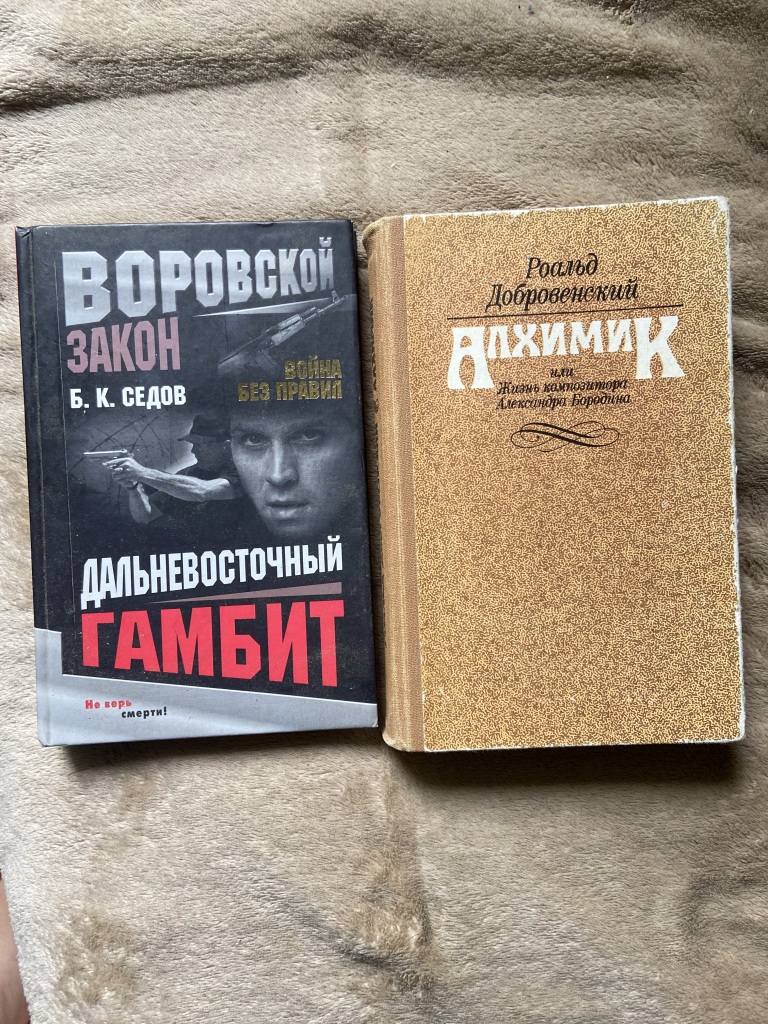 ВОРОВСКОЙ
ЗАКОН
ВОЙНА
БЕЗ ПРАВИЛ
Б. К. СЕДОВ
ДАЛЬНЕВОСТОЧНЫЙ
ГАМБИТ
Не верь
смерти!
Роальд
Добровенский
АЛХИМИК
или
Жизнь композитора
Александра Бородина